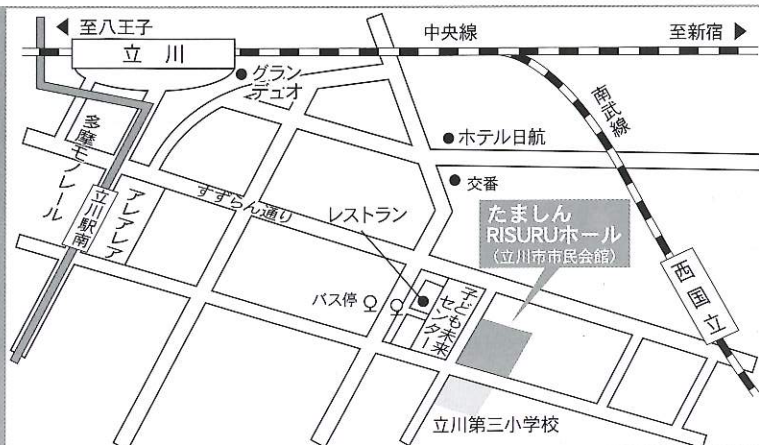 至八王子
中央線
至新宿
立川
グラン
デュオ
南武線
ホテル日航
多摩モノレール
交番
すずらん通り
レストラン
たましん
RISURUホール
(立川市市民会館)
アレアレア
立川駅南
西国立
バス停
子ども未来
センター
立川第三小学校